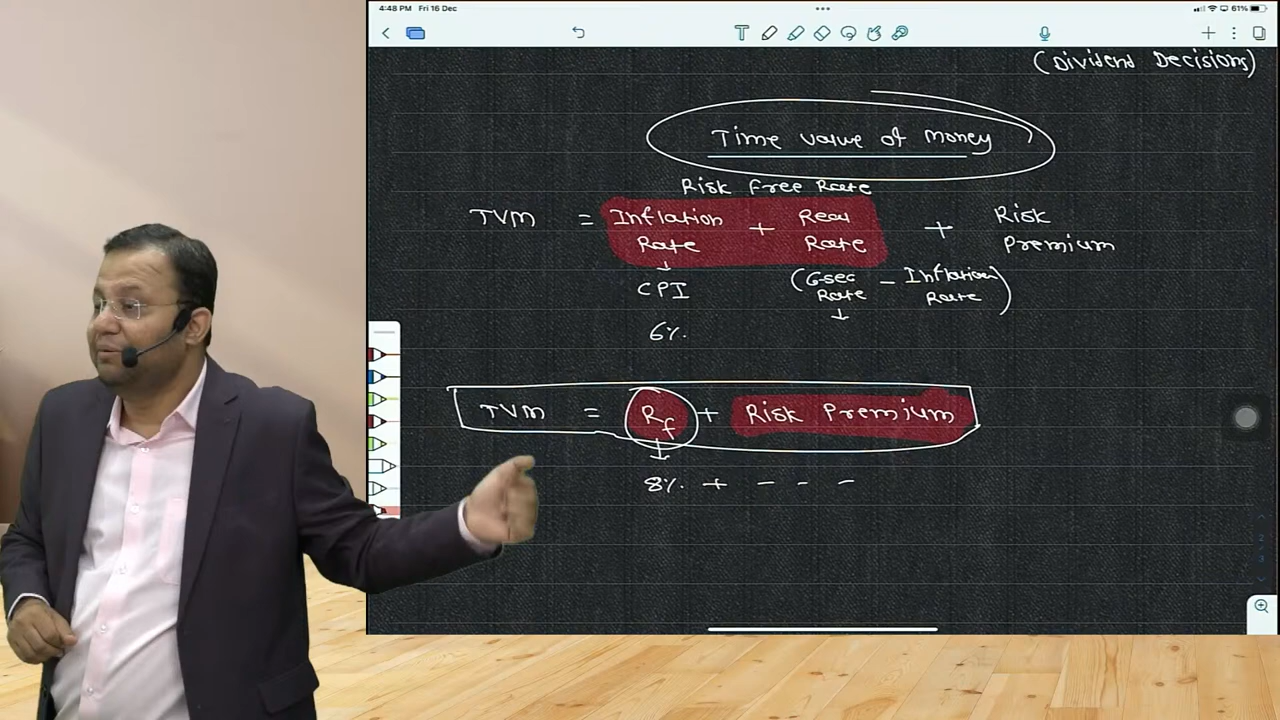 4:48 PM Fri 16 Dec
61%
T
(Dividend Decisions)
Time value of Money
Risk Free Rate
TVM = Inflation Rate + Real Rate + Risk Premium
CPI
(G-sec Rate - Inflation Rate)
6%.
TVM = Rf + Risk Premium
8%. + - - -